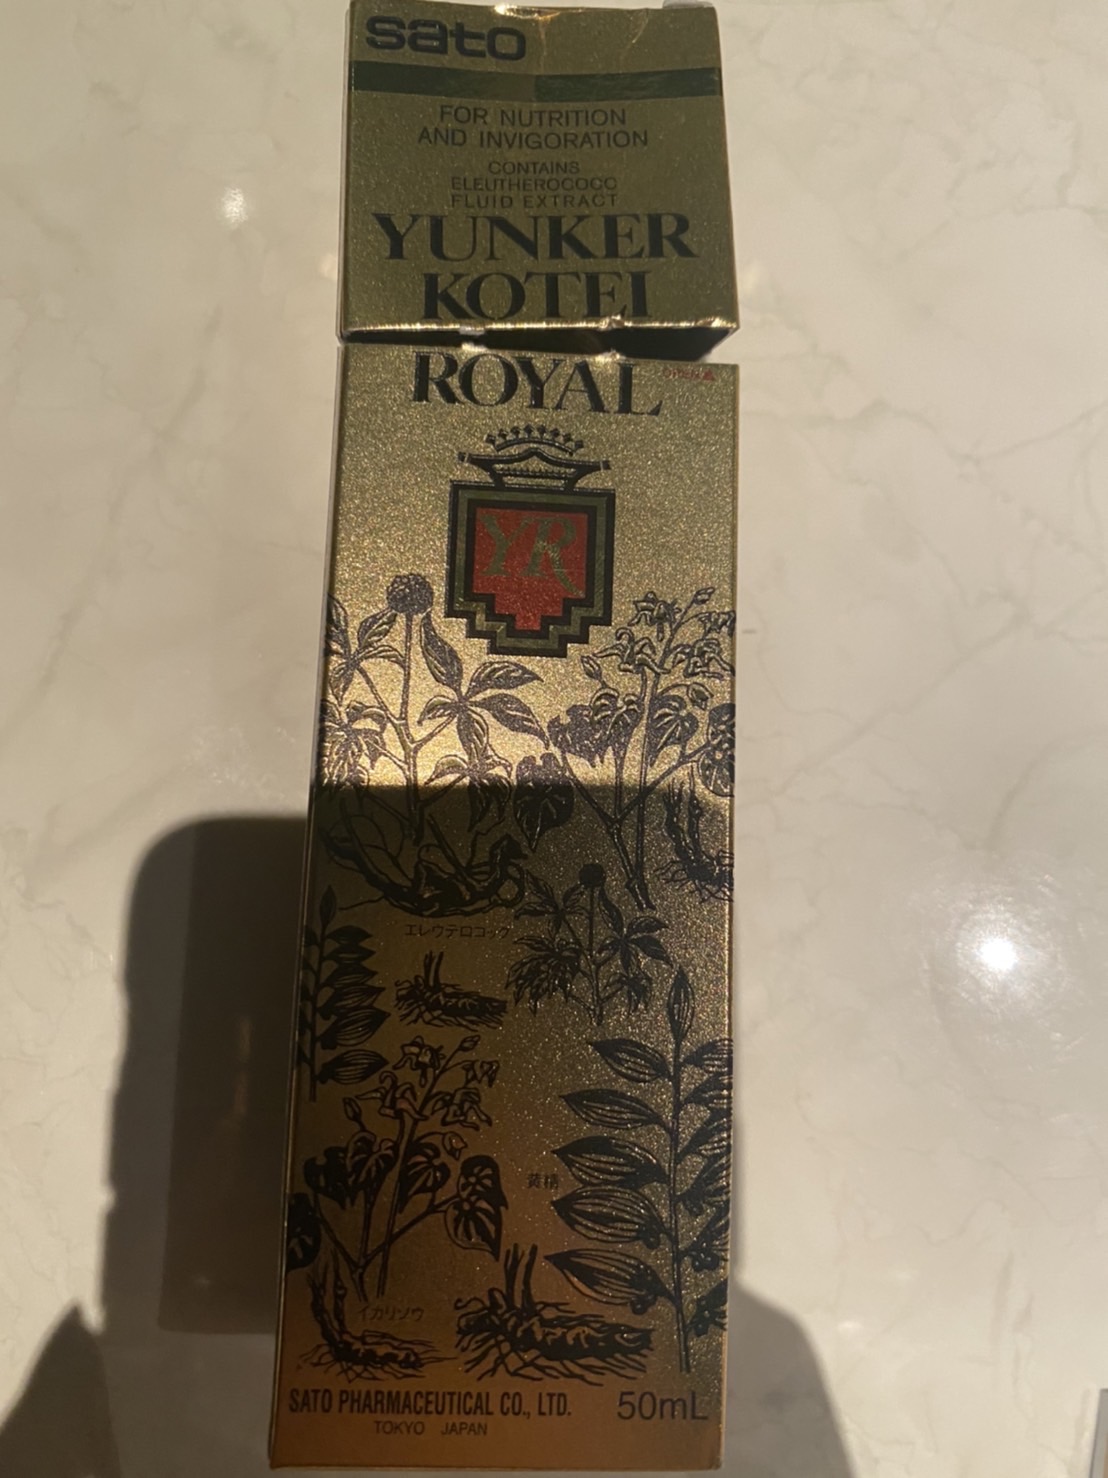 sato
FOR NUTRITION
AND INVIGORATION
CONTAINS
ELEUTHEROCOCC
FLUID EXTRACT
YUNKER
KOTEI
ROYAL
OPEN▲
YR
エレウテロコック
黄精
イカリソウ
SATO PHARMACEUTICAL CO., LTD. 50mL
TOKYO JAPAN